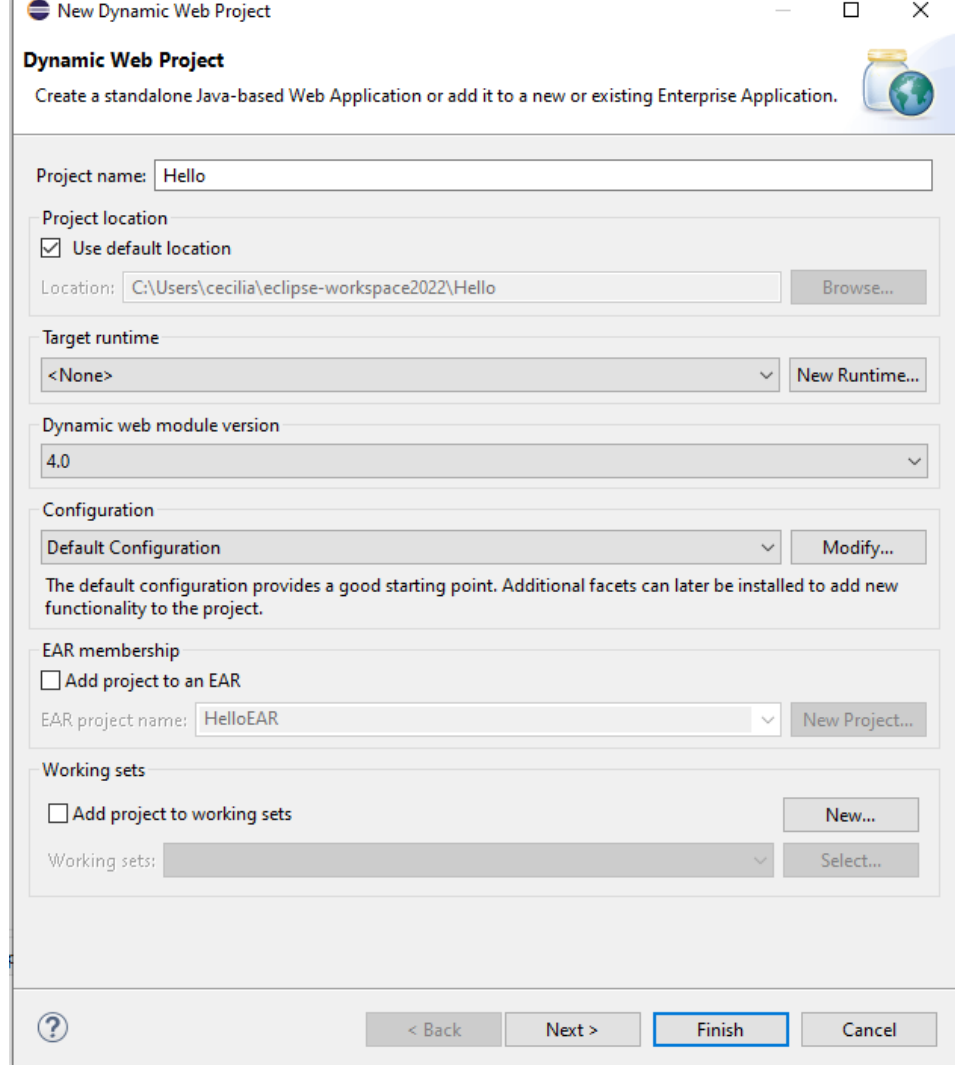 New Dynamic Web Project
Dynamic Web Project
Create a standalone Java-based Web Application or add it to a new or existing Enterprise Application.
Project name: Hello
Project location
Use default location
Location: C:\Users\cecilia\eclipse-workspace2022\Hello Browse...
Target runtime
<None> New Runtime...
Dynamic web module version
4.0
Configuration
Default Configuration Modify...
The default configuration provides a good starting point. Additional facets can later be installed to add new
functionality to the project.
EAR membership
Add project to an EAR
EAR project name: HelloEAR New Project...
Working sets
Add project to working sets New...
Working sets: Select...
? < Back Next > Finish Cancel